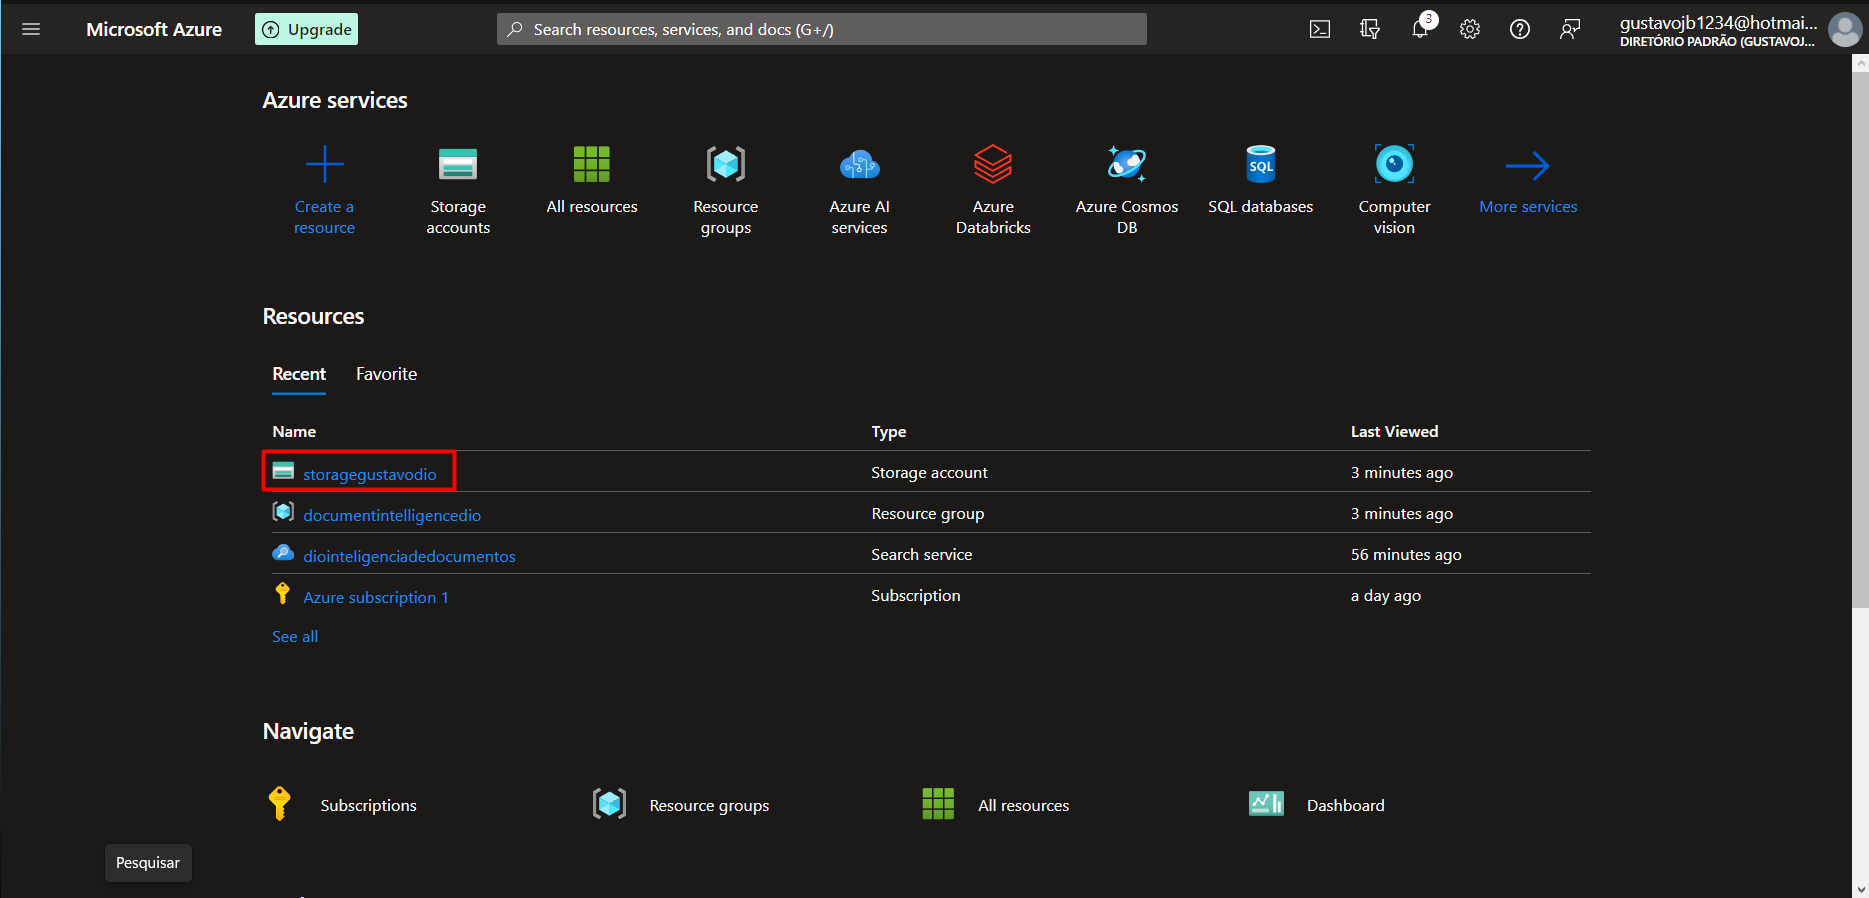 Microsoft Azure
Upgrade
Search resources, services, and docs (G+/)
3
gustavojb1234@hotmai...
DIRETÓRIO PADRÃO (GUSTAVOJ...
Azure services
Create a
resource
Storage
accounts
All resources
Resource
groups
Azure AI
services
Azure
Databricks
Azure Cosmos
DB
SQL
SQL databases
Computer
vision
More services
Resources
Recent
Favorite
Name
Type
Last Viewed
storagegustavodio
Storage account
3 minutes ago
documentintelligencedio
Resource group
3 minutes ago
diointeligenciadedocumentos
Search service
56 minutes ago
Azure subscription 1
Subscription
a day ago
See all
Navigate
Subscriptions
Resource groups
All resources
Dashboard
Pesquisar